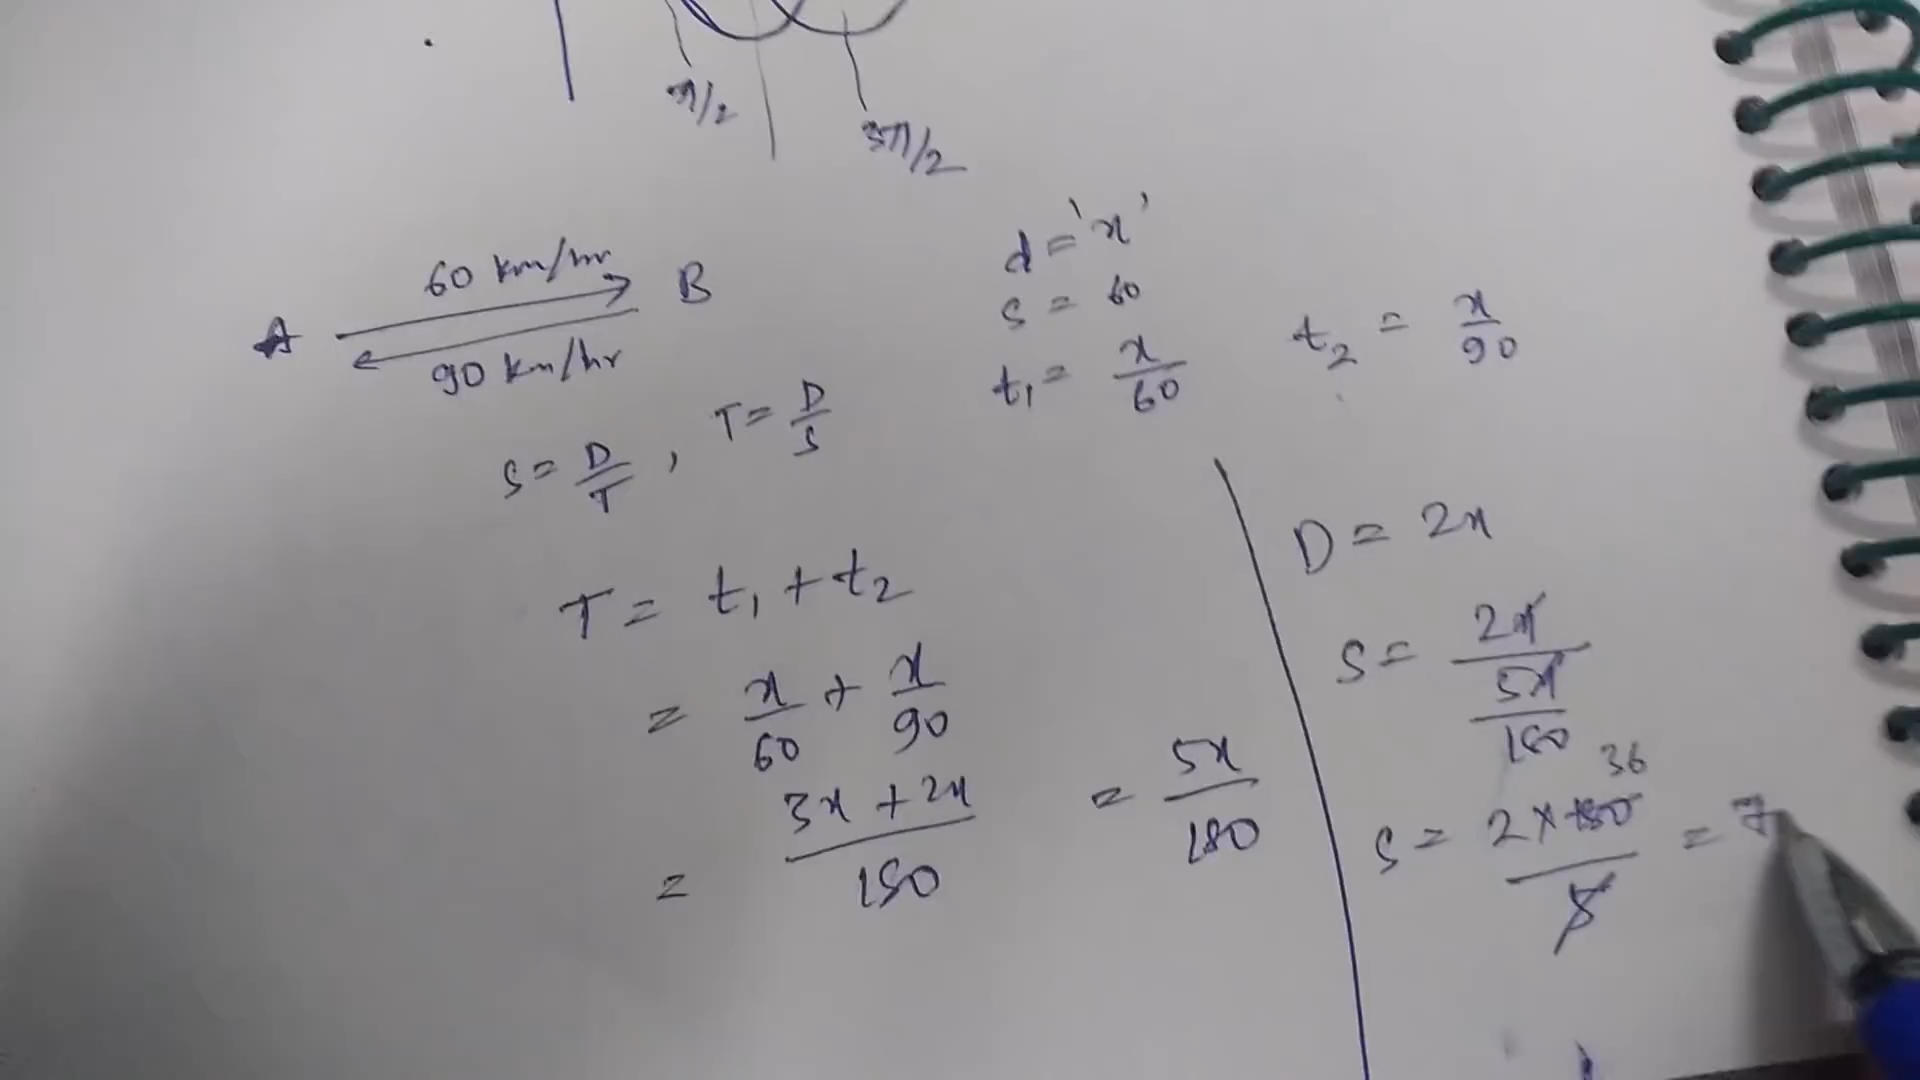 π/2
3π/2
60 km/hr
A B
90 km/hr
S = D/T , T = D/S
d = 'x'
S = 60
t₁ = x/60 t₂ = x/90
T = t₁ + t₂
= x/60 + x/90
= (3x + 2x)/180 = 5x/180
D = 2x
S = 2x/(5x/180)
36
S = (2 × 180)/5 = 7